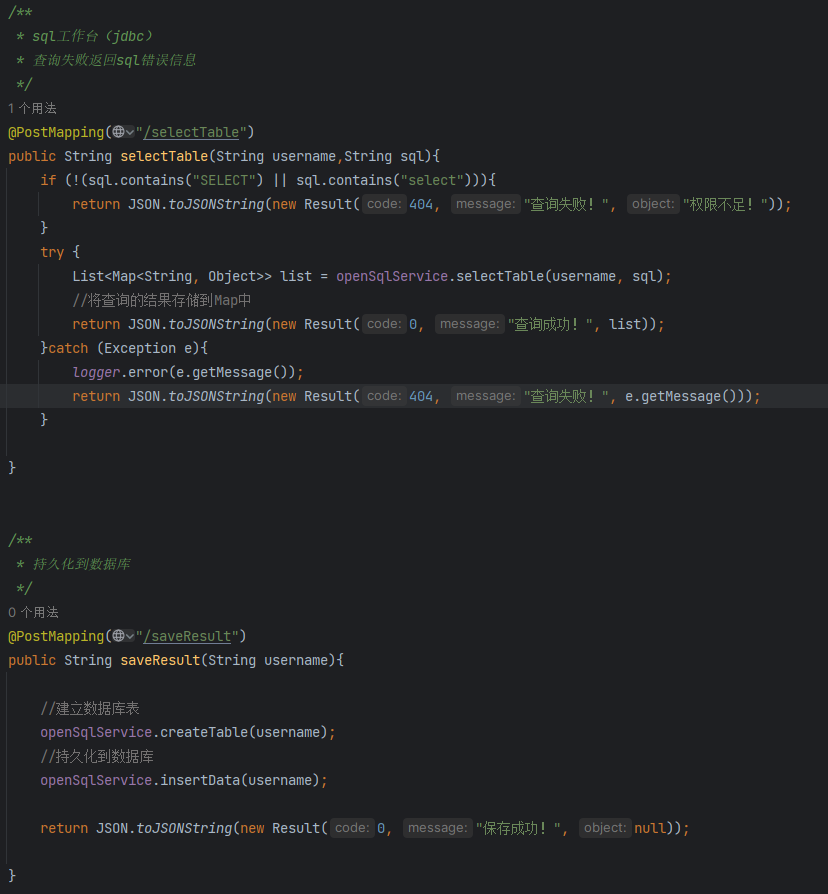 /**
 * sql工作台（jdbc）
 * 查询失败返回sql错误信息
 */
1 个用法
@PostMapping("/selectTable")
public String selectTable(String username,String sql){
    if (!(sql.contains("SELECT") || sql.contains("select"))){
        return JSON.toJSONString(new Result( code: 404, message: "查询失败！", object: "权限不足！"));
    }
    try {
        List<Map<String, Object>> list = openSqlService.selectTable(username, sql);
        //将查询的结果存储到Map中
        return JSON.toJSONString(new Result( code: 0, message: "查询成功！", list));
    }catch (Exception e){
        logger.error(e.getMessage());
        return JSON.toJSONString(new Result( code: 404, message: "查询失败！", e.getMessage()));
    }
}
/**
 * 持久化到数据库
 */
0 个用法
@PostMapping("/saveResult")
public String saveResult(String username){
    //建立数据库表
    openSqlService.createTable(username);
    //持久化到数据库
    openSqlService.insertData(username);
    return JSON.toJSONString(new Result( code: 0, message: "保存成功！", object: null));
}